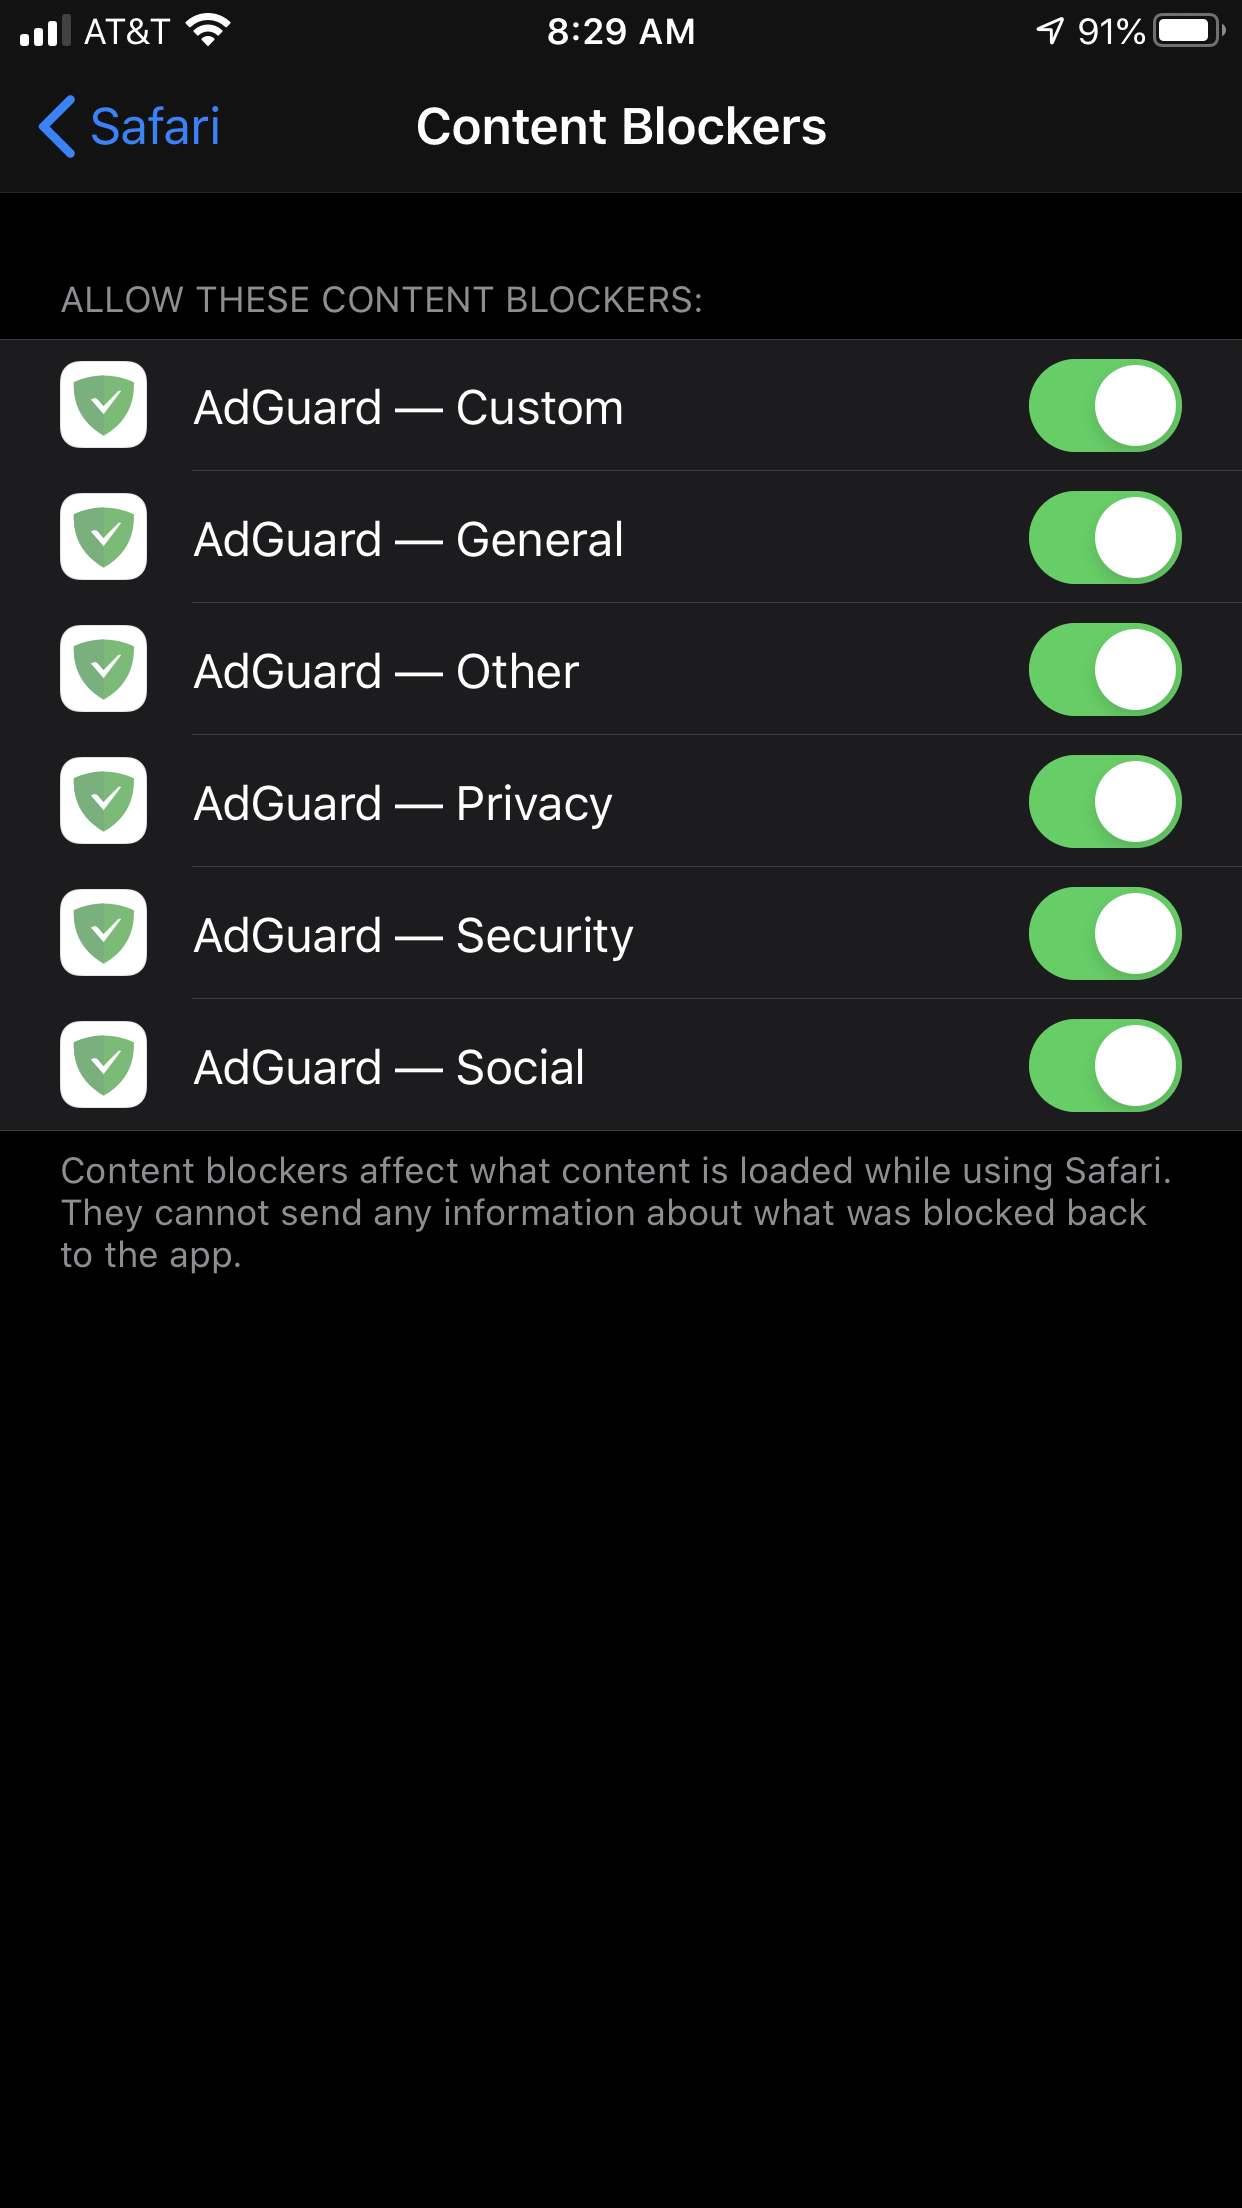 AT&T 8:29 AM 91%
Safari Content Blockers
ALLOW THESE CONTENT BLOCKERS:
AdGuard — Custom
AdGuard — General
AdGuard — Other
AdGuard — Privacy
AdGuard — Security
AdGuard — Social
Content blockers affect what content is loaded while using Safari.
They cannot send any information about what was blocked back
to the app.